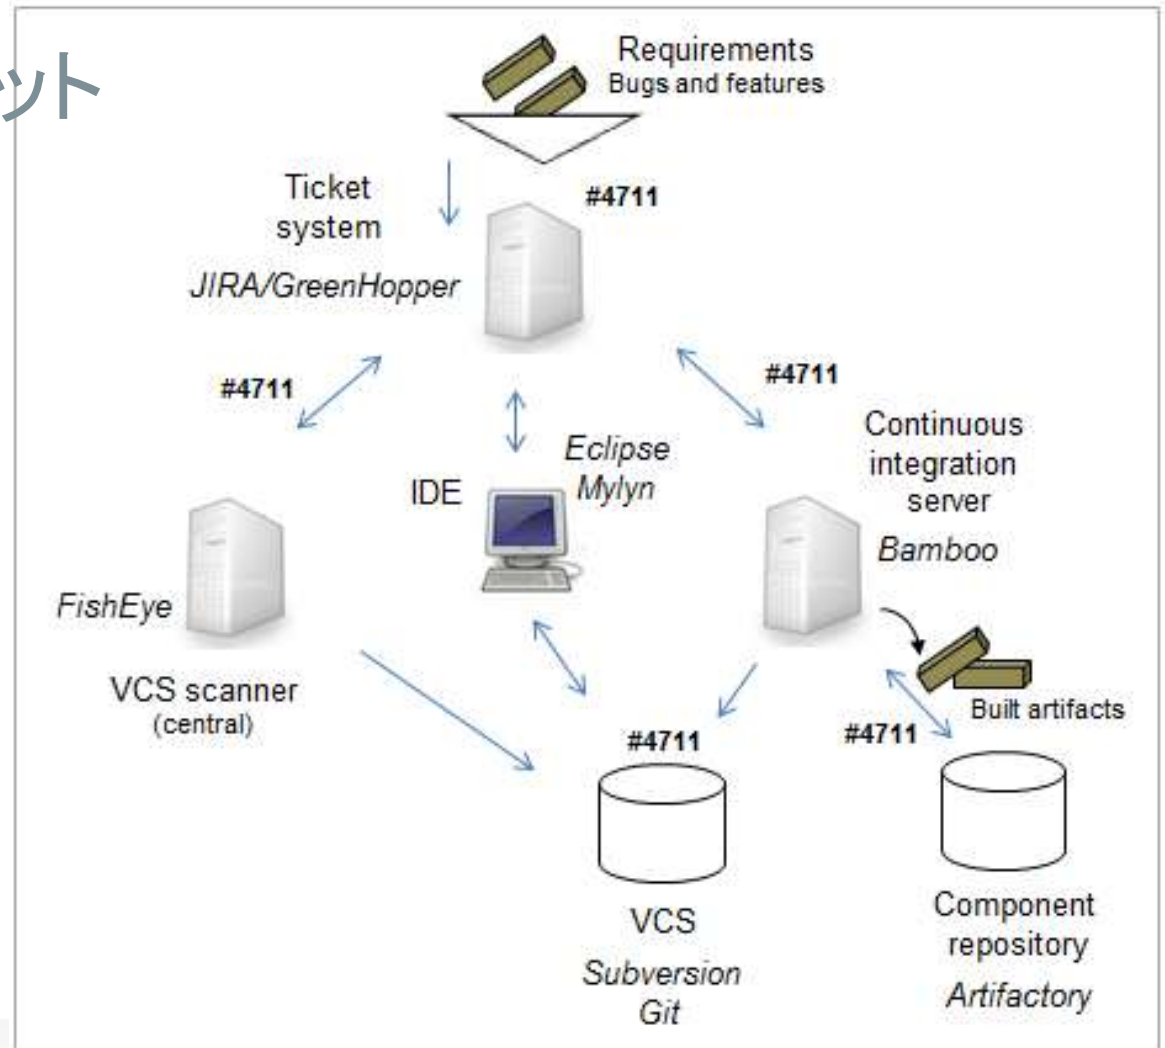 ット
Requirements
Bugs and features
Ticket
system
#4711
JIRA/GreenHopper
#4711
#4711
Continuous
integration
server
Eclipse
Mylyn
IDE
Bamboo
FishEye
VCS scanner
(central)
Built artifacts
#4711
#4711
VCS
Subversion
Git
Component
repository
Artifactory